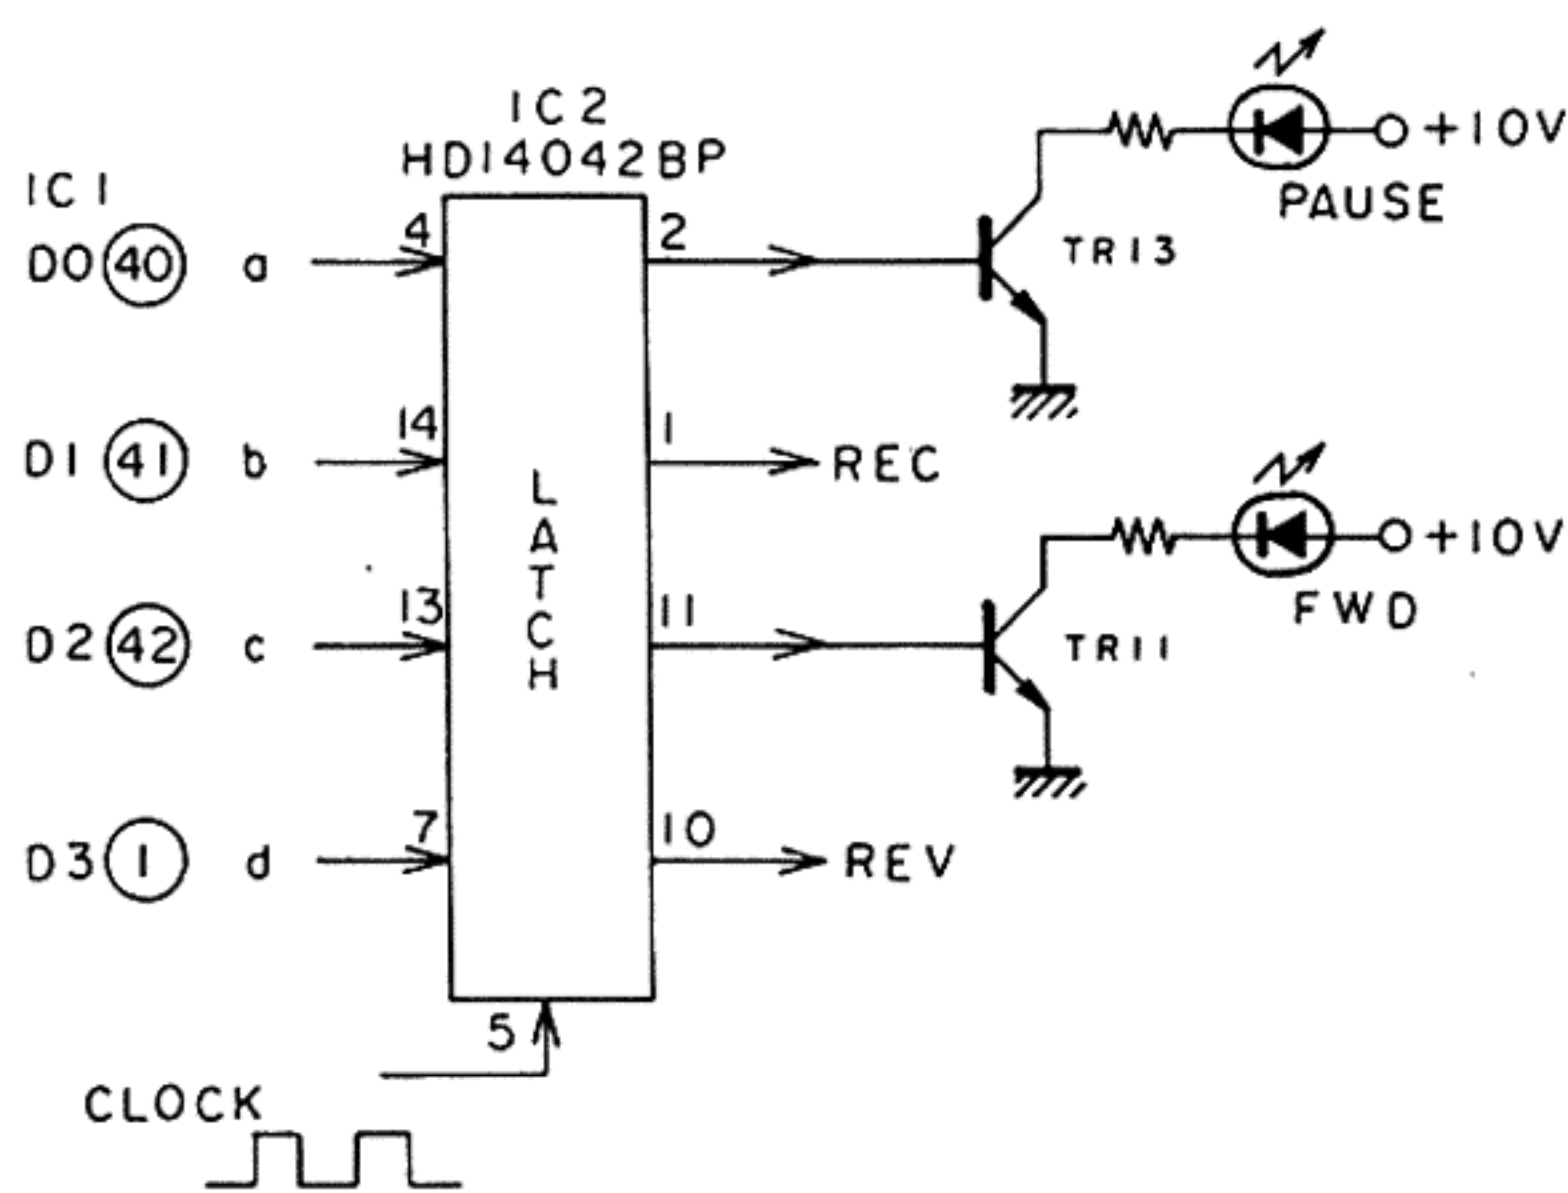 IC2
HD14042BP
IC1
+10V
PAUSE
D0 40 a 4 2 TR13
D1 41 b 14 1 REC
LATCH
+10V
FWD
D2 42 c 13 11 TR11
D3 1 d 7 10 REV
5
CLOCK